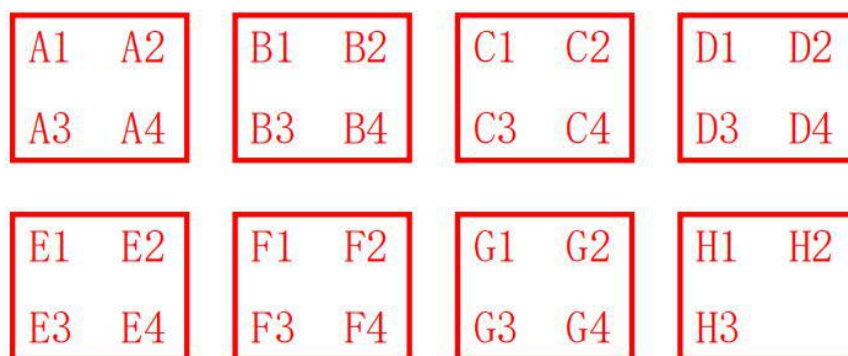 A1 A2 B1 B2 C1 C2 D1 D2
A3 A4 B3 B4 C3 C4 D3 D4
E1 E2 F1 F2 G1 G2 H1 H2
E3 E4 F3 F4 G3 G4 H3